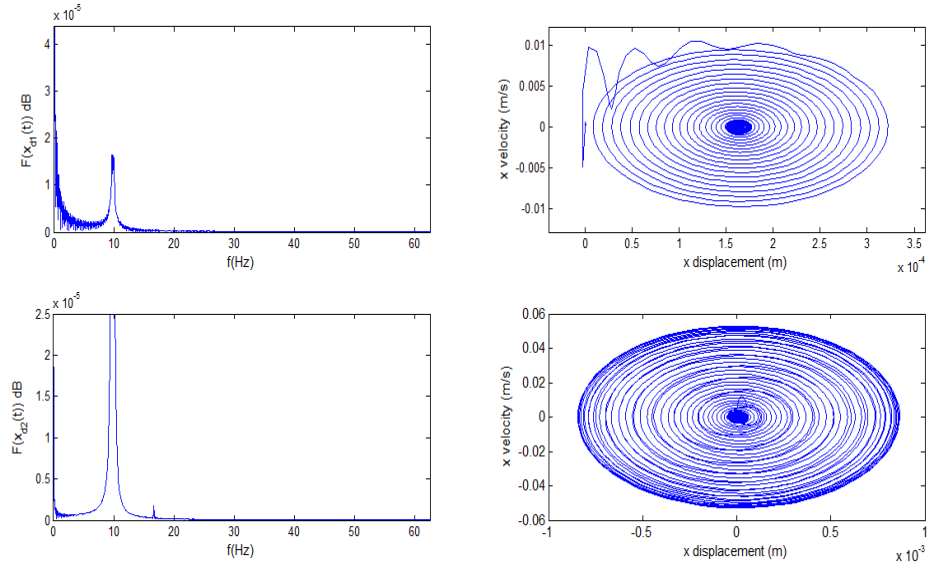 x 10^-5
4
3
2
1
0
0 10 20 30 40 50 60
f(Hz)
F(x_d1(t)) dB
0.01
0.005
0
-0.005
-0.01
0 0.5 1 1.5 2 2.5 3 3.5
x 10^-4
x displacement (m)
x velocity (m/s)
x 10^-5
2.5
2
1.5
1
0.5
0
0 10 20 30 40 50 60
f(Hz)
F(x_d2(t)) dB
0.06
0.04
0.02
0
-0.02
-0.04
-0.06
-1 -0.5 0 0.5 1
x 10^-3
x displacement (m)
x velocity (m/s)